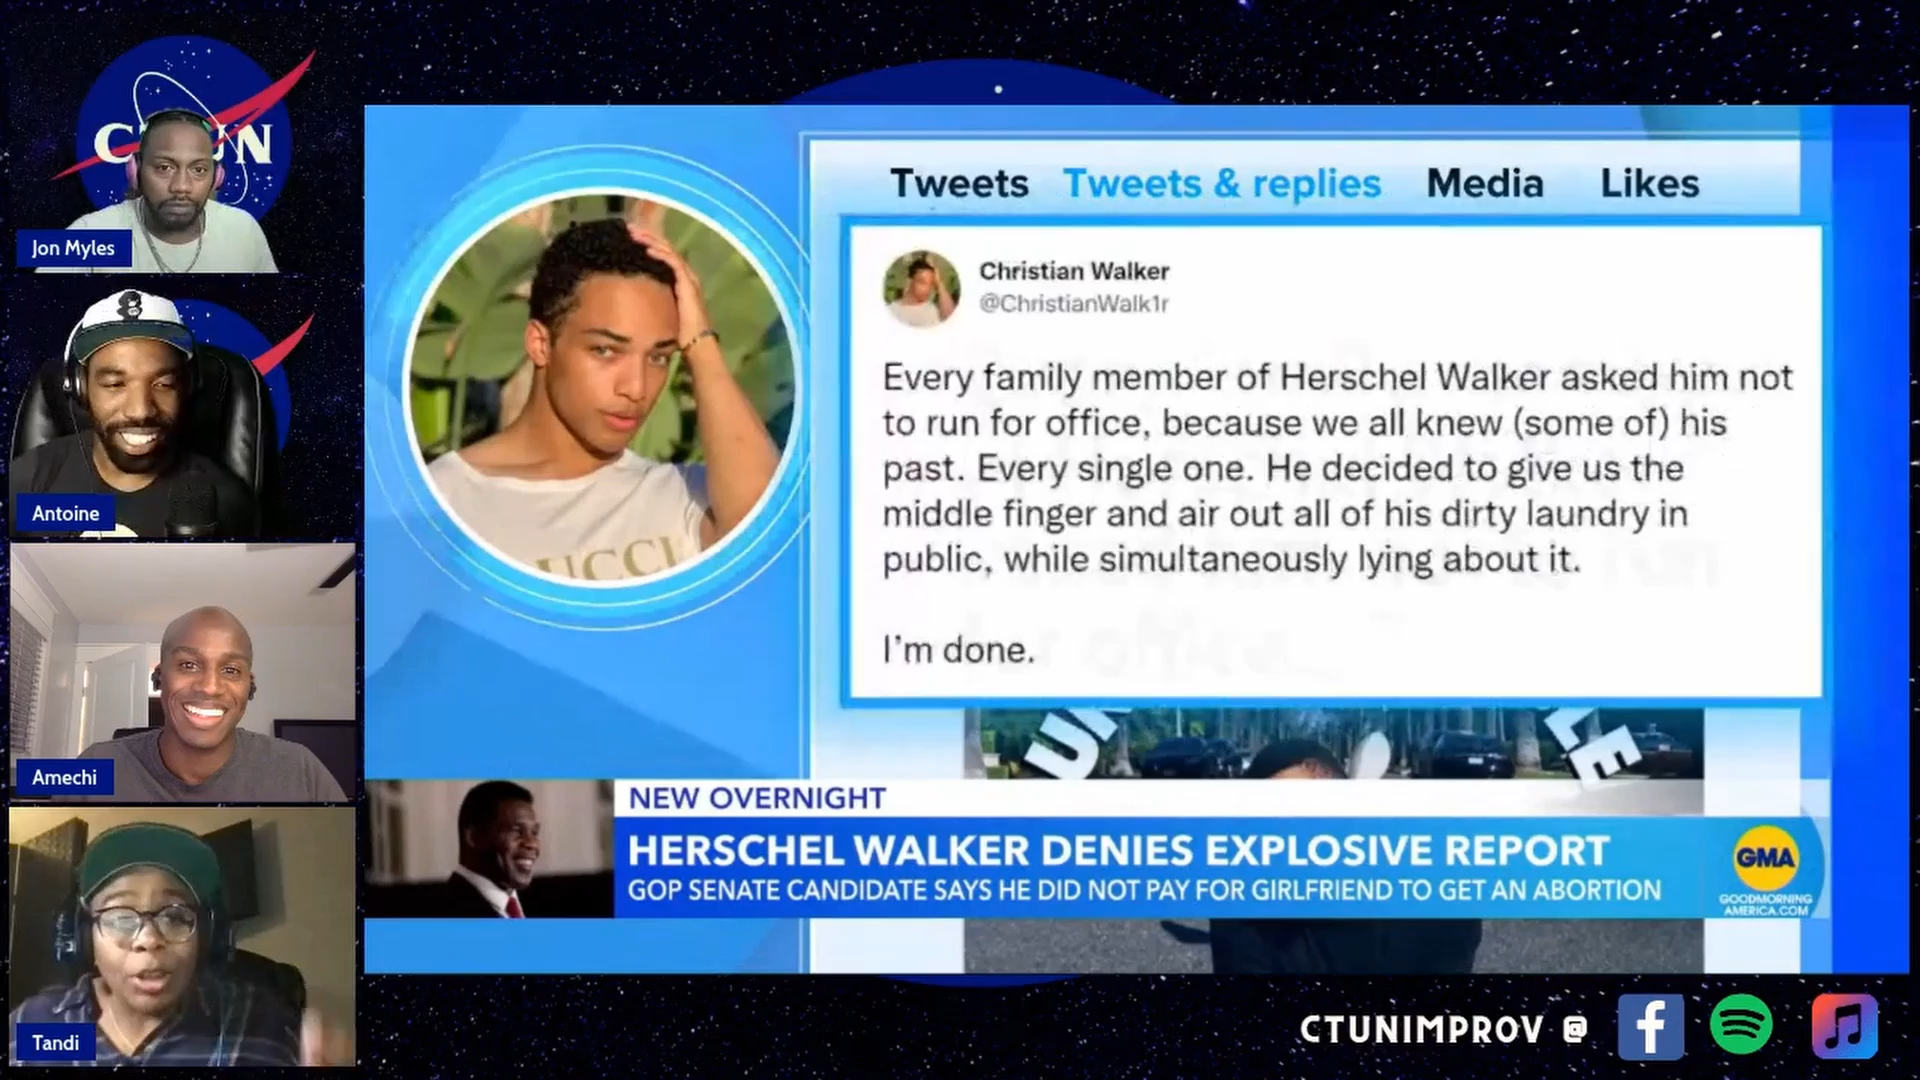 CTUN
Jon Myles
Antoine
Amechi
Tandi
Tweets Tweets & replies Media Likes
Christian Walker
@ChristianWalk1r
Every family member of Herschel Walker asked him not
to run for office, because we all knew (some of) his
past. Every single one. He decided to give us the
middle finger and air out all of his dirty laundry in
public, while simultaneously lying about it.
I'm done.
UCCI
NEW OVERNIGHT
HERSCHEL WALKER DENIES EXPLOSIVE REPORT
GOP SENATE CANDIDATE SAYS HE DID NOT PAY FOR GIRLFRIEND TO GET AN ABORTION
GMA
GOODMORNING
AMERICA.COM
CTUNIMPROV @